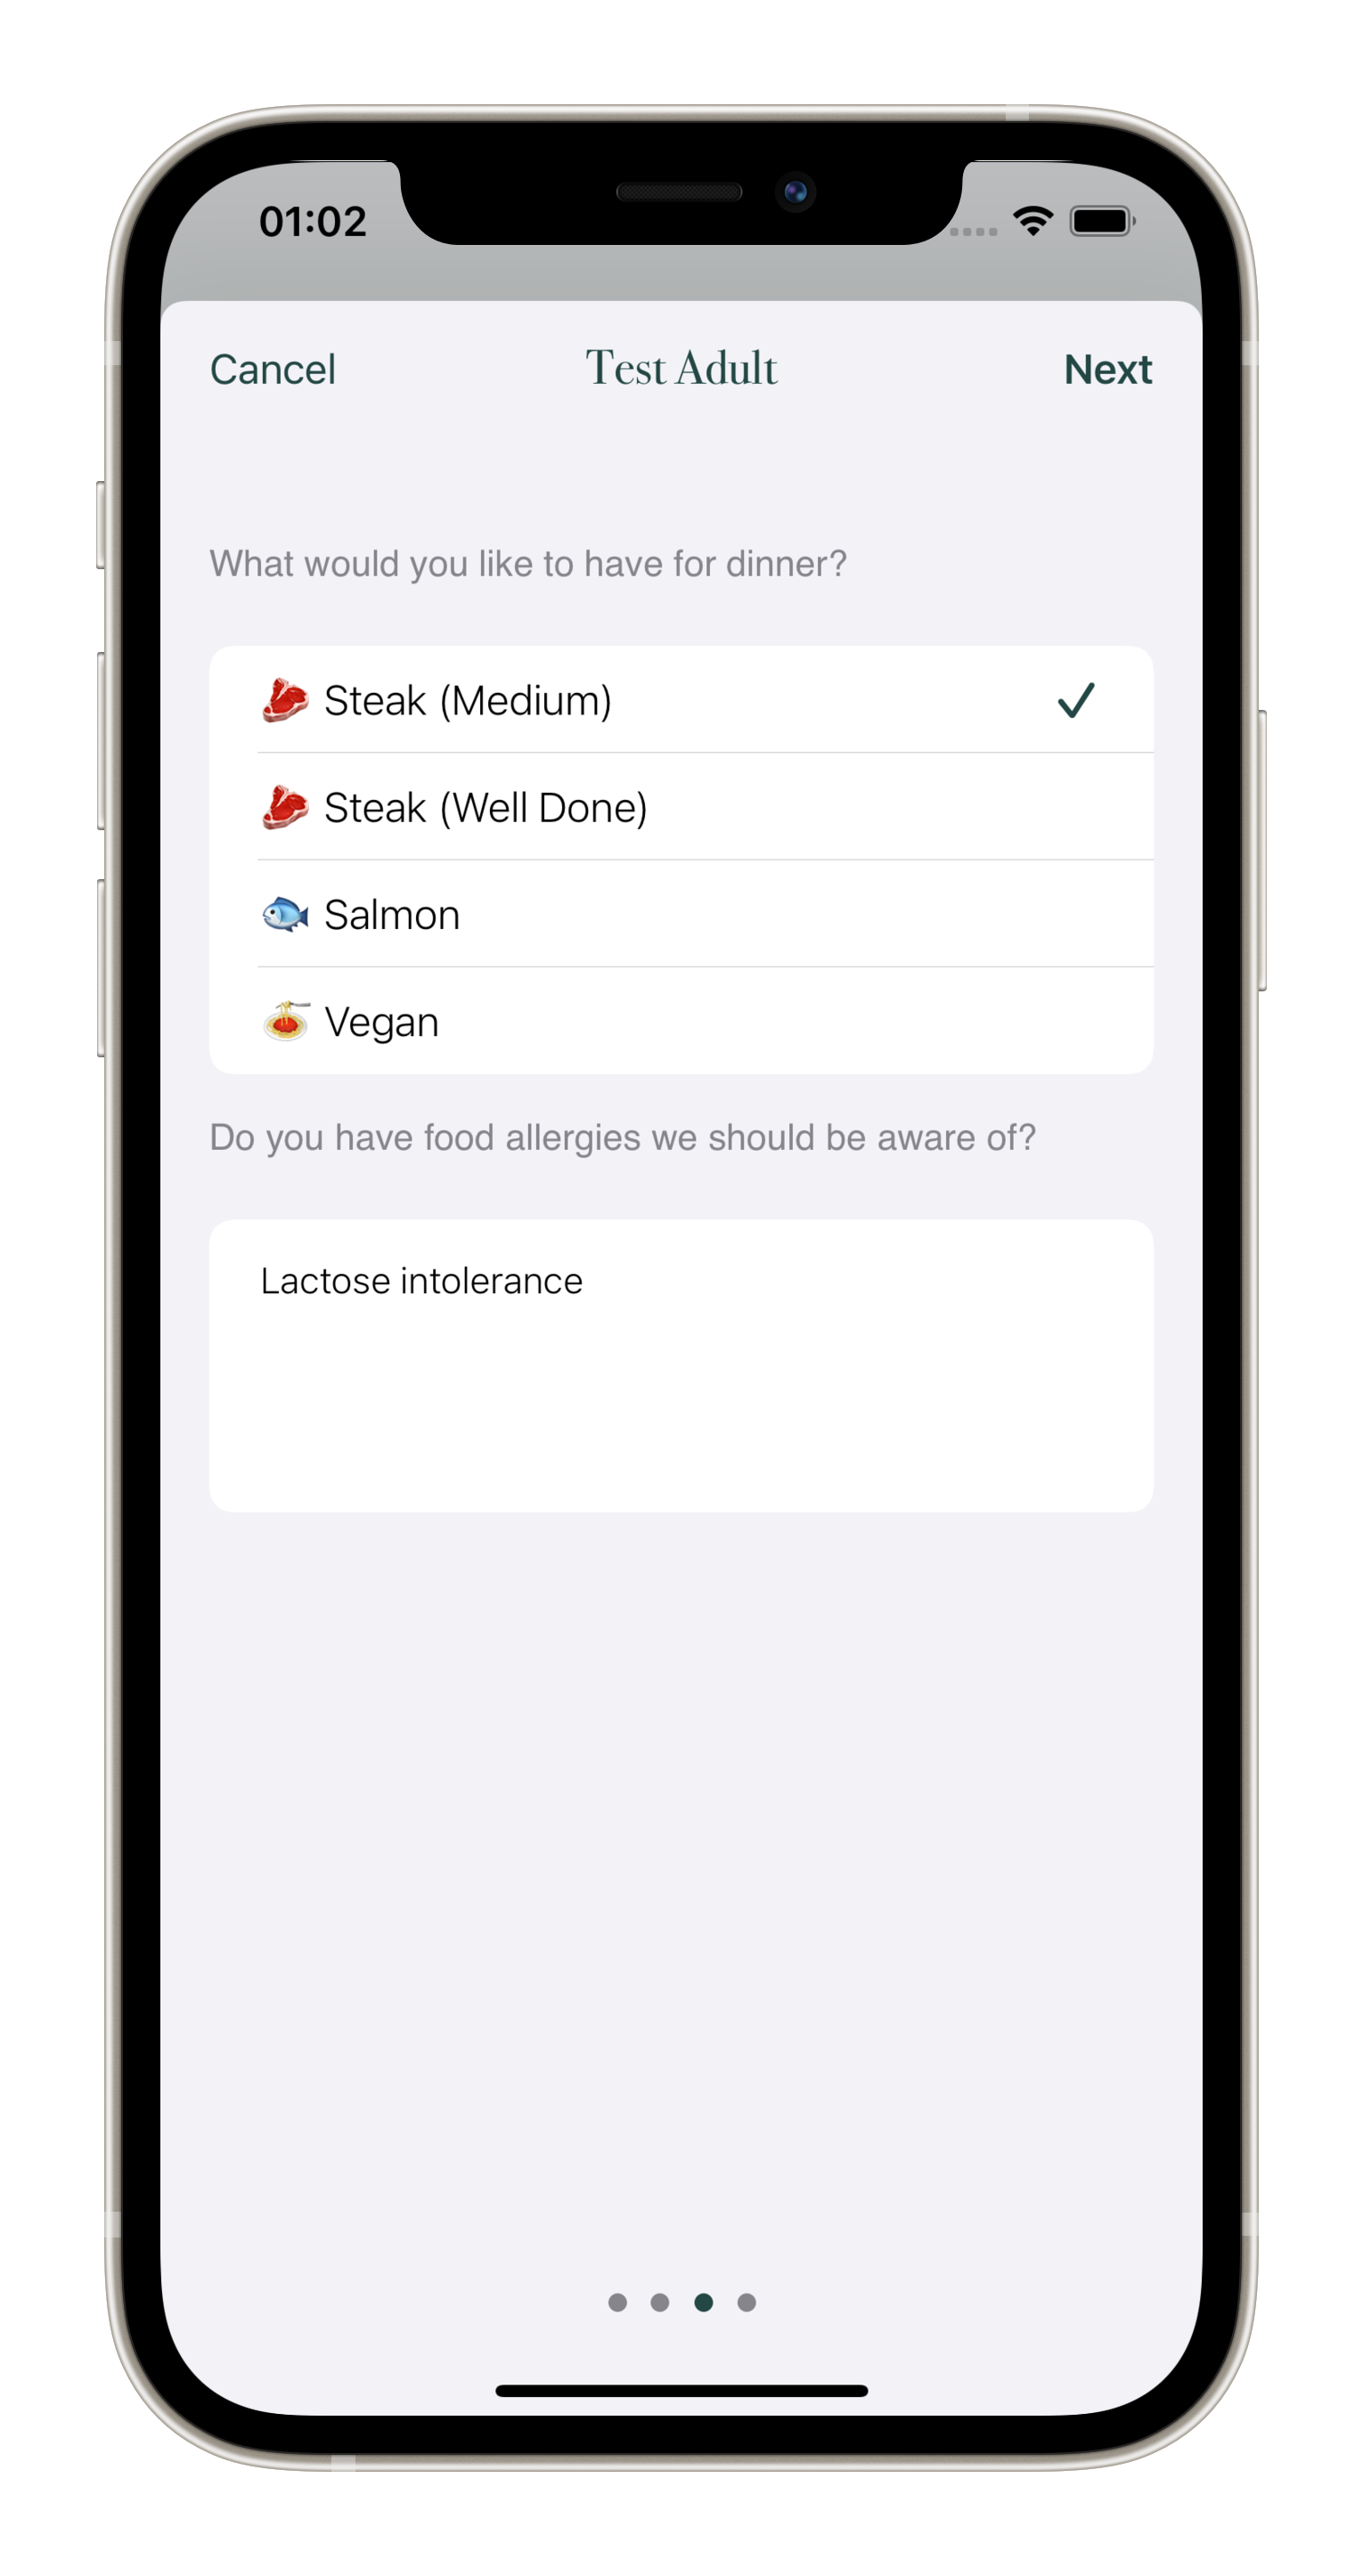 01:02
Cancel Test Adult Next
What would you like to have for dinner?
🥩 Steak (Medium)
🥩 Steak (Well Done)
🐟 Salmon
🍝 Vegan
Do you have food allergies we should be aware of?
Lactose intolerance